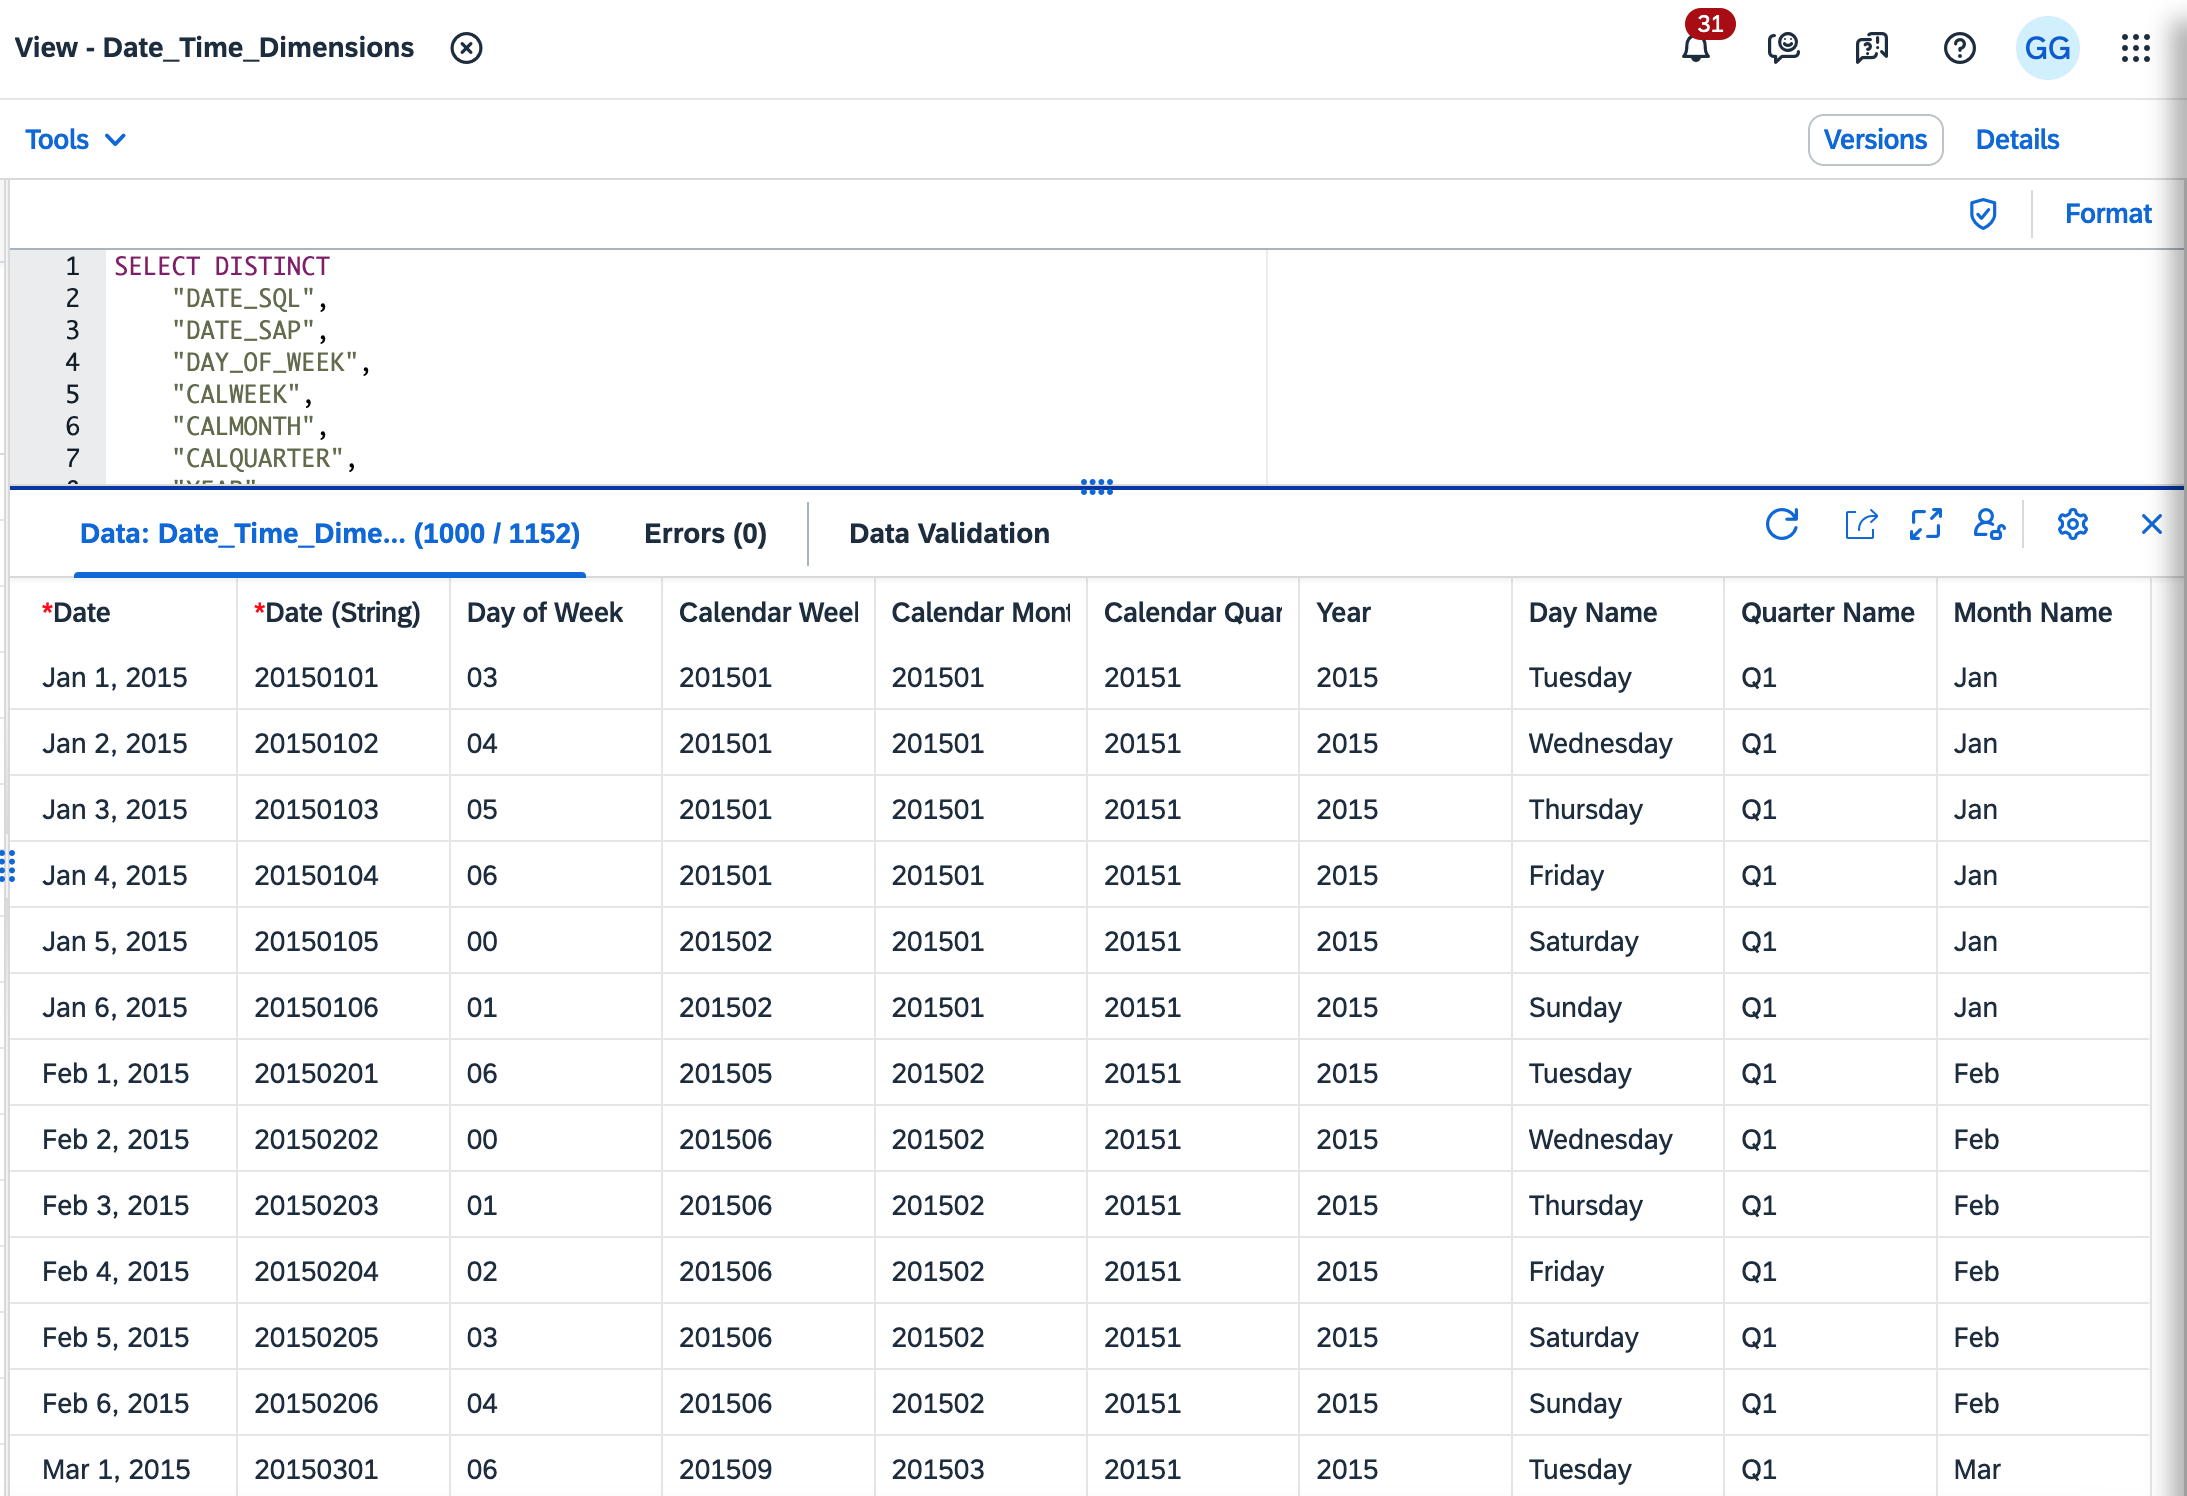 View - Date_Time_Dimensions
31
GG
Tools
Versions Details
Format
1 SELECT DISTINCT
2 "DATE_SQL",
3 "DATE_SAP",
4 "DAY_OF_WEEK",
5 "CALWEEK",
6 "CALMONTH",
7 "CALQUARTER",
Data: Date_Time_Dime... (1000 / 1152) Errors (0) Data Validation
*Date *Date (String) Day of Week Calendar Calendar Calendar Year Day Name Quarter Name Month Name
Jan 1, 2015 20150101 03 201501 201501 20151 2015 Tuesday Q1 Jan
Jan 2, 2015 20150102 04 201501 201501 20151 2015 Wednesday Q1 Jan
Jan 3, 2015 20150103 05 201501 201501 20151 2015 Thursday Q1 Jan
Jan 4, 2015 20150104 06 201501 201501 20151 2015 Friday Q1 Jan
Jan 5, 2015 20150105 00 201502 201501 20151 2015 Saturday Q1 Jan
Jan 6, 2015 20150106 01 201502 201501 20151 2015 Sunday Q1 Jan
Feb 1, 2015 20150201 06 201505 201502 20151 2015 Tuesday Q1 Feb
Feb 2, 2015 20150202 00 201506 201502 20151 2015 Wednesday Q1 Feb
Feb 3, 2015 20150203 01 201506 201502 20151 2015 Thursday Q1 Feb
Feb 4, 2015 20150204 02 201506 201502 20151 2015 Friday Q1 Feb
Feb 5, 2015 20150205 03 201506 201502 20151 2015 Saturday Q1 Feb
Feb 6, 2015 20150206 04 201506 201502 20151 2015 Sunday Q1 Feb
Mar 1, 2015 20150301 06 201509 201503 20151 2015 Tuesday Q1 Mar